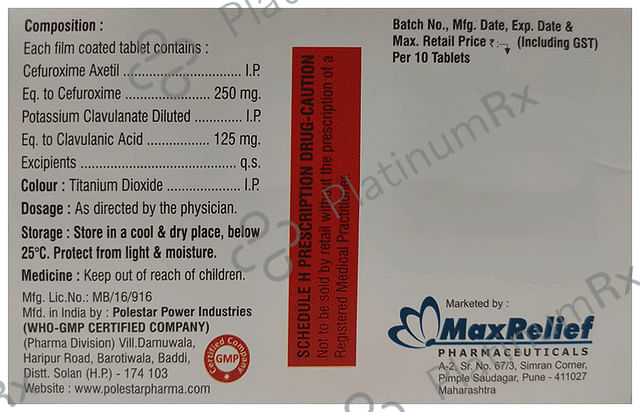 Composition :
Each film coated tablet contains :
Cefuroxime Axetil ........................... I.P.
Eq. to Cefuroxime ................... 250 mg.
Potassium Clavulanate Diluted ............. I.P.
Eq. to Clavulanic Acid ................ 125 mg.
Excipients ..................................... q.s.
Colour : Titanium Dioxide .................. I.P.
Dosage : As directed by the physician.
Storage : Store in a cool & dry place, below
25°C. Protect from light & moisture.
Medicine : Keep out of reach of children.
Mfg. Lic.No.: MB/16/916
Mfd. in India by : Polestar Power Industries
(WHO-GMP CERTIFIED COMPANY)
(Pharma Division) Vill.Damuwala,
Haripur Road, Barotiwala, Baddi,
Distt. Solan (H.P.) - 174 103
Website : www.polestarpharma.com
Certified Company
GMP
SCHEDULE H PRESCRIPTION DRUG-CAUTION
Not to be sold by retail without the prescription of a
Registered Medical Practitioner.
Batch No., Mfg. Date, Exp. Date &
Max. Retail Price ₹:→ (Including GST)
Per 10 Tablets
Marketed by :
MaxRelief
PHARMACEUTICALS
A-2, Sr. No. 67/3, Simran Corner,
Pimple Saudagar, Pune - 411027
Maharashtra
PlatinumRx
PlatinumRx
PlatinumRx